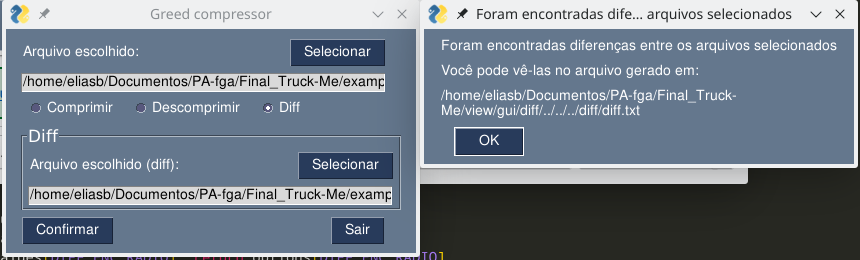 Greed compressor
Arquivo escolhido:
Selecionar
/home/eliasb/Documentos/PA-fga/Final_Truck-Me/examp
Comprimir
Descomprimir
Diff
Diff
Arquivo escolhido (diff):
Selecionar
/home/eliasb/Documentos/PA-fga/Final_Truck-Me/examp
Confirmar
Sair
Foram encontradas dife... arquivos selecionados
Foram encontradas diferenças entre os arquivos selecionados
Você pode vê-las no arquivo gerado em:
/home/eliasb/Documentos/PA-fga/Final_Truck-
Me/view/gui/diff/../../../diff/diff.txt
OK